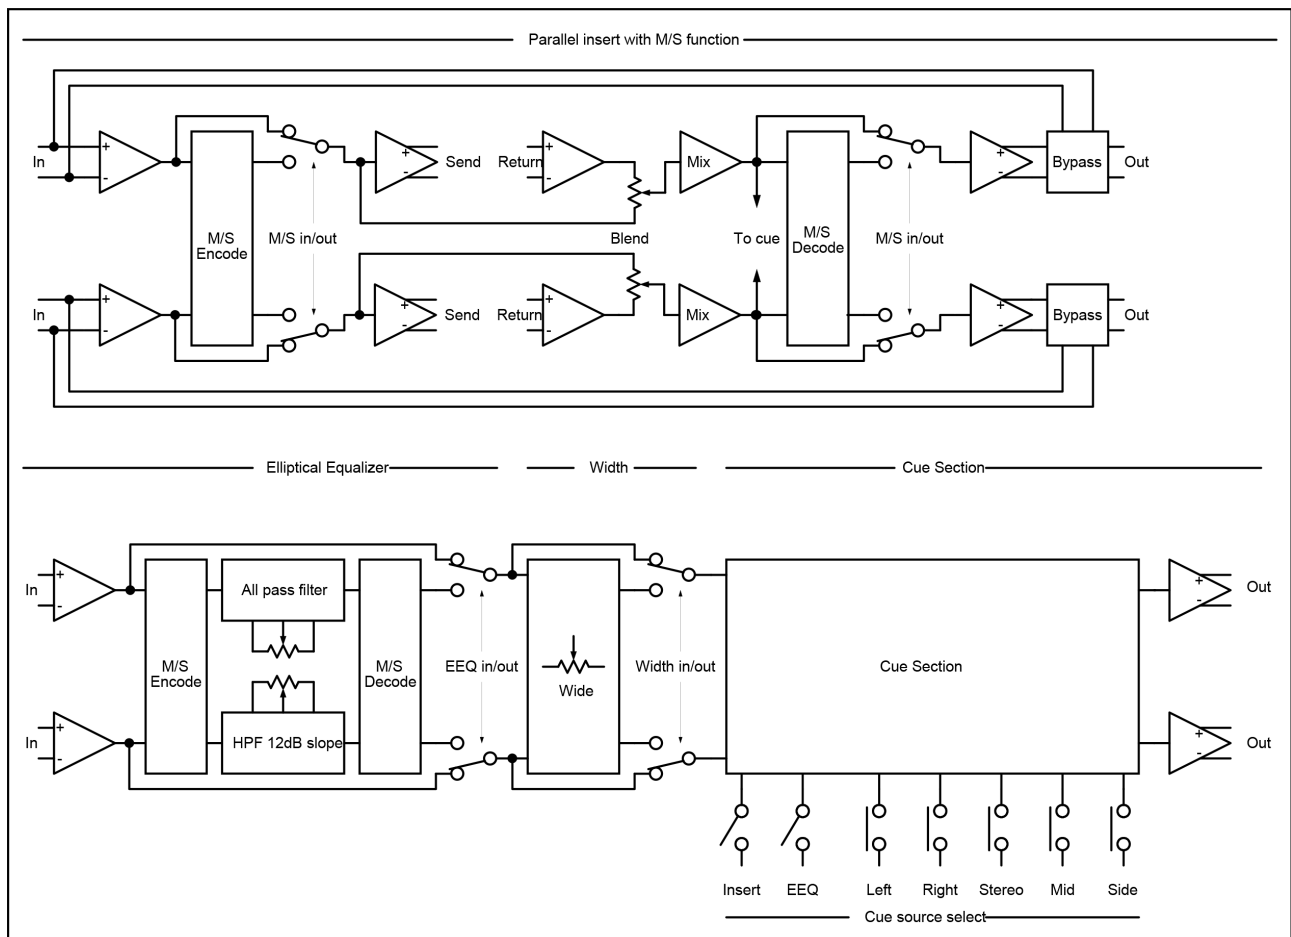 Parallel insert with M/S function
In
+
-
M/S
Encode
M/S in/out
+
-
Send
Return
+
-
Blend
Mix
To cue
M/S
Decode
M/S in/out
+
-
Bypass
Out
In
+
-
+
-
Send
Return
+
-
Mix
+
-
Bypass
Out
Elliptical Equalizer
Width
Cue Section
In
+
-
M/S
Encode
All pass filter
HPF 12dB slope
M/S
Decode
EEQ in/out
Wide
Width in/out
Cue Section
+
-
Out
In
+
-
+
-
Out
Insert
EEQ
Left
Right
Stereo
Mid
Side
Cue source select